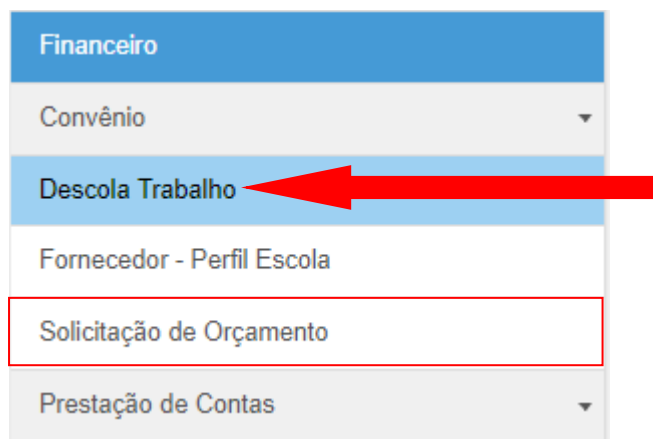 Financeiro
Convênio
Descola Trabalho
Fornecedor - Perfil Escola
Solicitação de Orçamento
Prestação de Contas